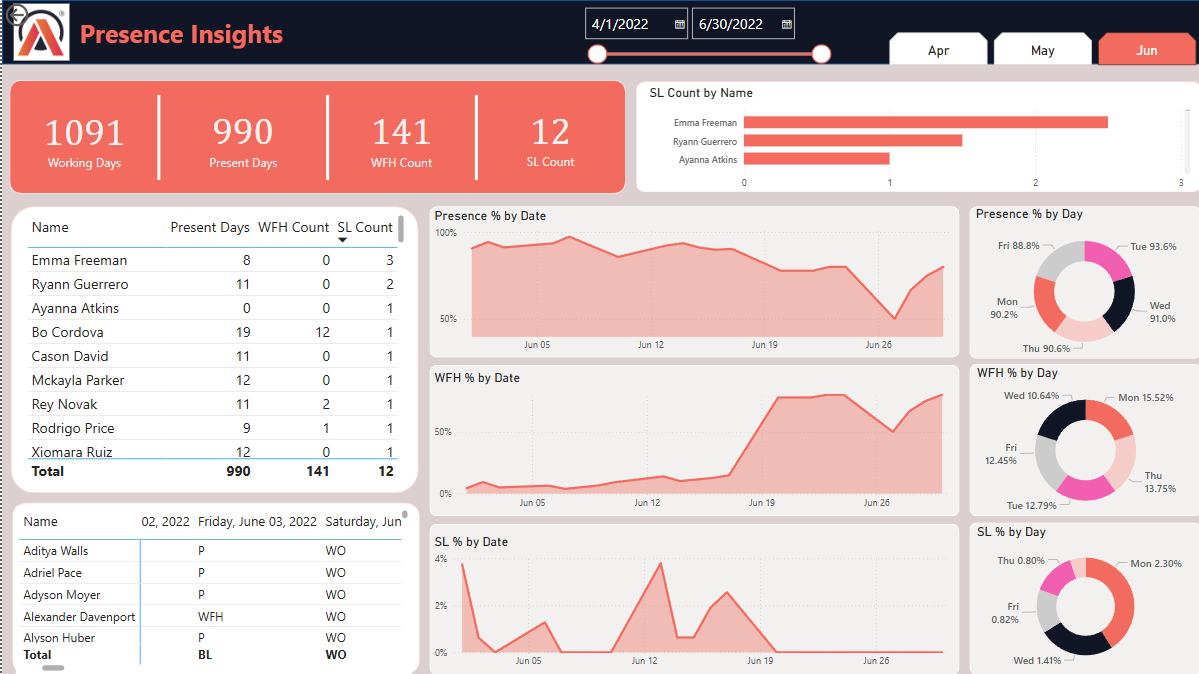 Presence Insights
4/1/2022 6/30/2022
Apr May Jun
1091 990 141 12
Working Days Present Days WFH Count SL Count
SL Count by Name
Emma Freeman
Ryann Guerrero
Ayanna Atkins
0 1 2 3
Name Present Days WFH Count SL Count
Emma Freeman 8 0 3
Ryann Guerrero 11 0 2
Ayanna Atkins 0 0 1
Bo Cordova 19 12 1
Cason David 11 0 1
Mckayla Parker 12 0 1
Rey Novak 11 2 1
Rodrigo Price 9 1 1
Xiomara Ruiz 12 0 1
Total 990 141 12
Presence % by Date
100%
50%
Jun 05 Jun 12 Jun 19 Jun 26
Presence % by Day
Fri 88.8% Tue 93.6%
Mon
90.2%
Wed
91.0%
Thu 90.6%
WFH % by Date
50%
0%
Jun 05 Jun 12 Jun 19 Jun 26
WFH % by Day
Wed 10.64% Mon 15.52%
Fri
12.45%
Thu
13.75%
Tue 12.79%
Name 02, 2022 Friday, June 03, 2022 Saturday, Jun
Aditya Walls P WO
Adriel Pace P WO
Adyson Moyer P WO
Alexander Davenport WFH WO
Alyson Huber P WO
Total BL WO
SL % by Date
4%
2%
0%
Jun 05 Jun 12 Jun 19 Jun 26
SL % by Day
Thu 0.80% Mon 2.30%
Fri
0.82%
Wed 1.41%